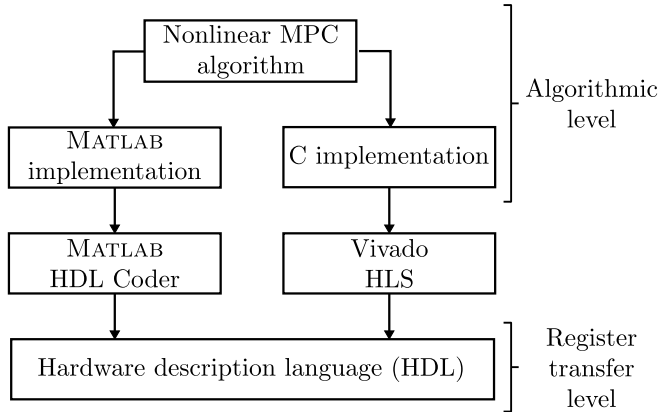 Nonlinear MPC
algorithm
Algorithmic
level
MATLAB
implementation
C implementation
MATLAB
HDL Coder
Vivado
HLS
Hardware description language (HDL)
Register
transfer
level